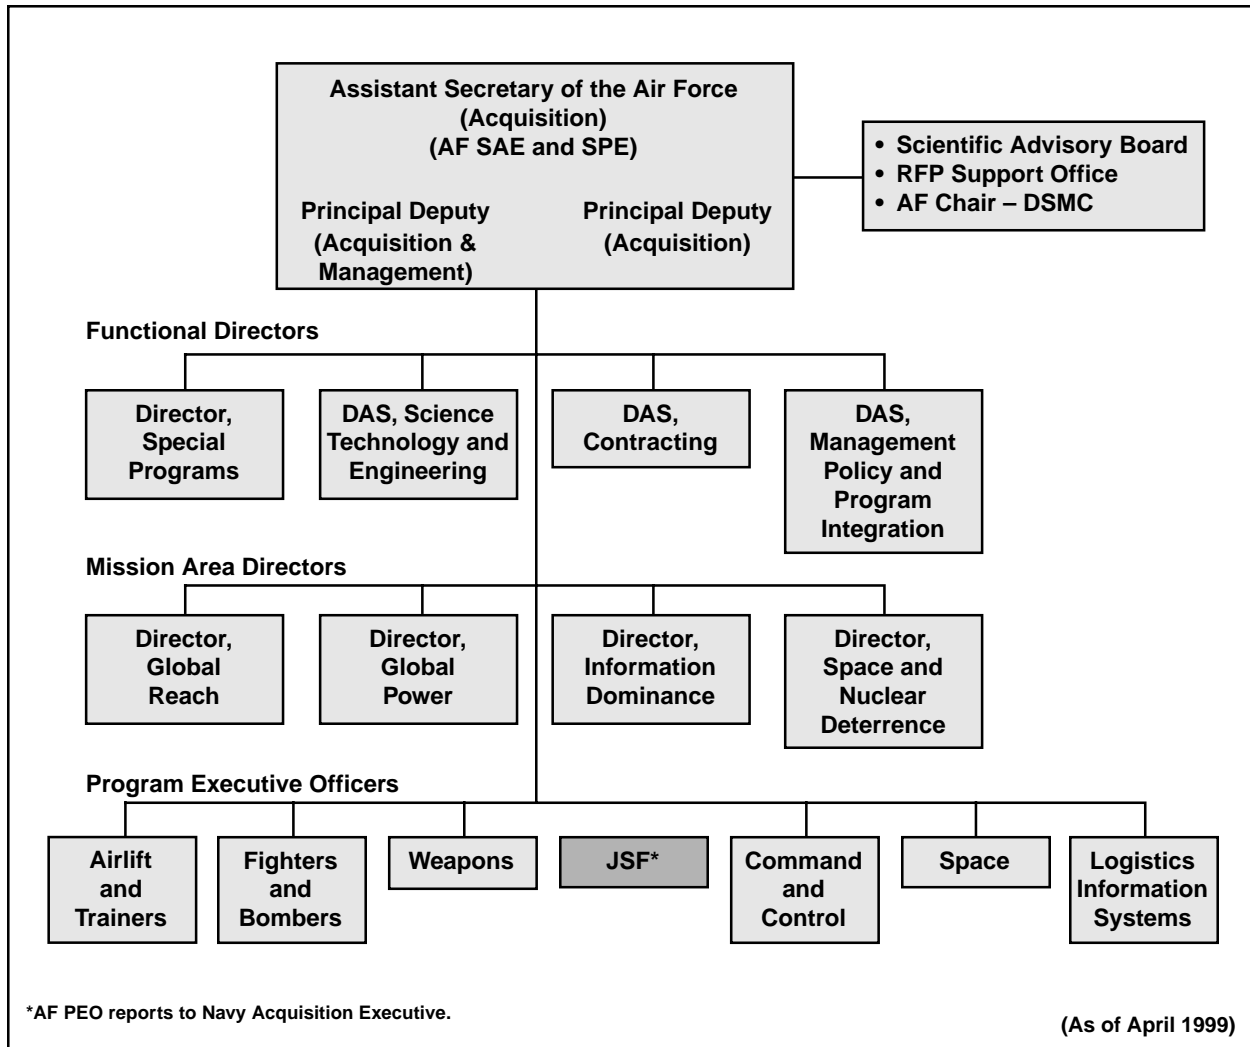 Assistant Secretary of the Air Force
(Acquisition)
(AF SAE and SPE)
Principal Deputy
(Acquisition &
Management)
Principal Deputy
(Acquisition)
• Scientific Advisory Board
• RFP Support Office
• AF Chair – DSMC
Functional Directors
Director,
Special
Programs
DAS, Science
Technology and
Engineering
DAS,
Contracting
DAS,
Management
Policy and
Program
Integration
Mission Area Directors
Director,
Global
Reach
Director,
Global
Power
Director,
Information
Dominance
Director,
Space and
Nuclear
Deterrence
Program Executive Officers
Airlift
and
Trainers
Fighters
and
Bombers
Weapons
JSF*
Command
and
Control
Space
Logistics
Information
Systems
*AF PEO reports to Navy Acquisition Executive.
(As of April 1999)